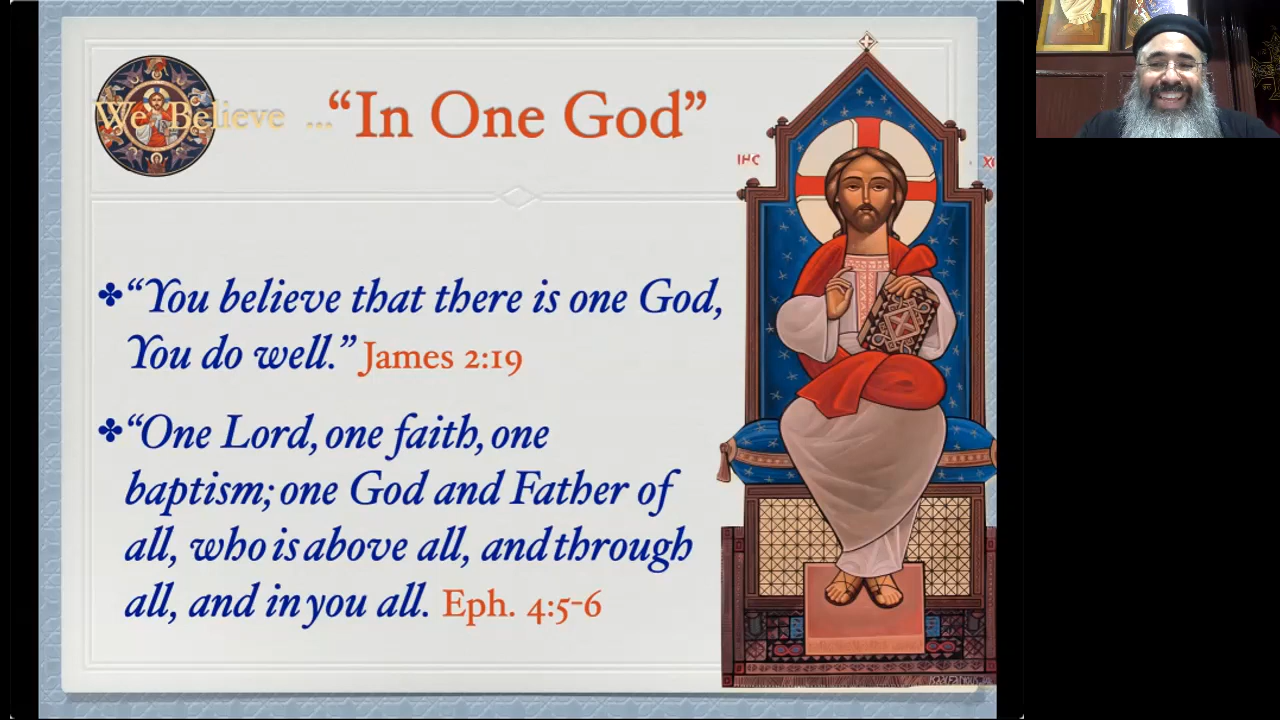 We Believe ...“In One God”
IHC XI
✤“You believe that there is one God,
You do well.” James 2:19
✤“One Lord, one faith, one
baptism; one God and Father of
all, who is above all, and through
all, and in you all. Eph. 4:5-6